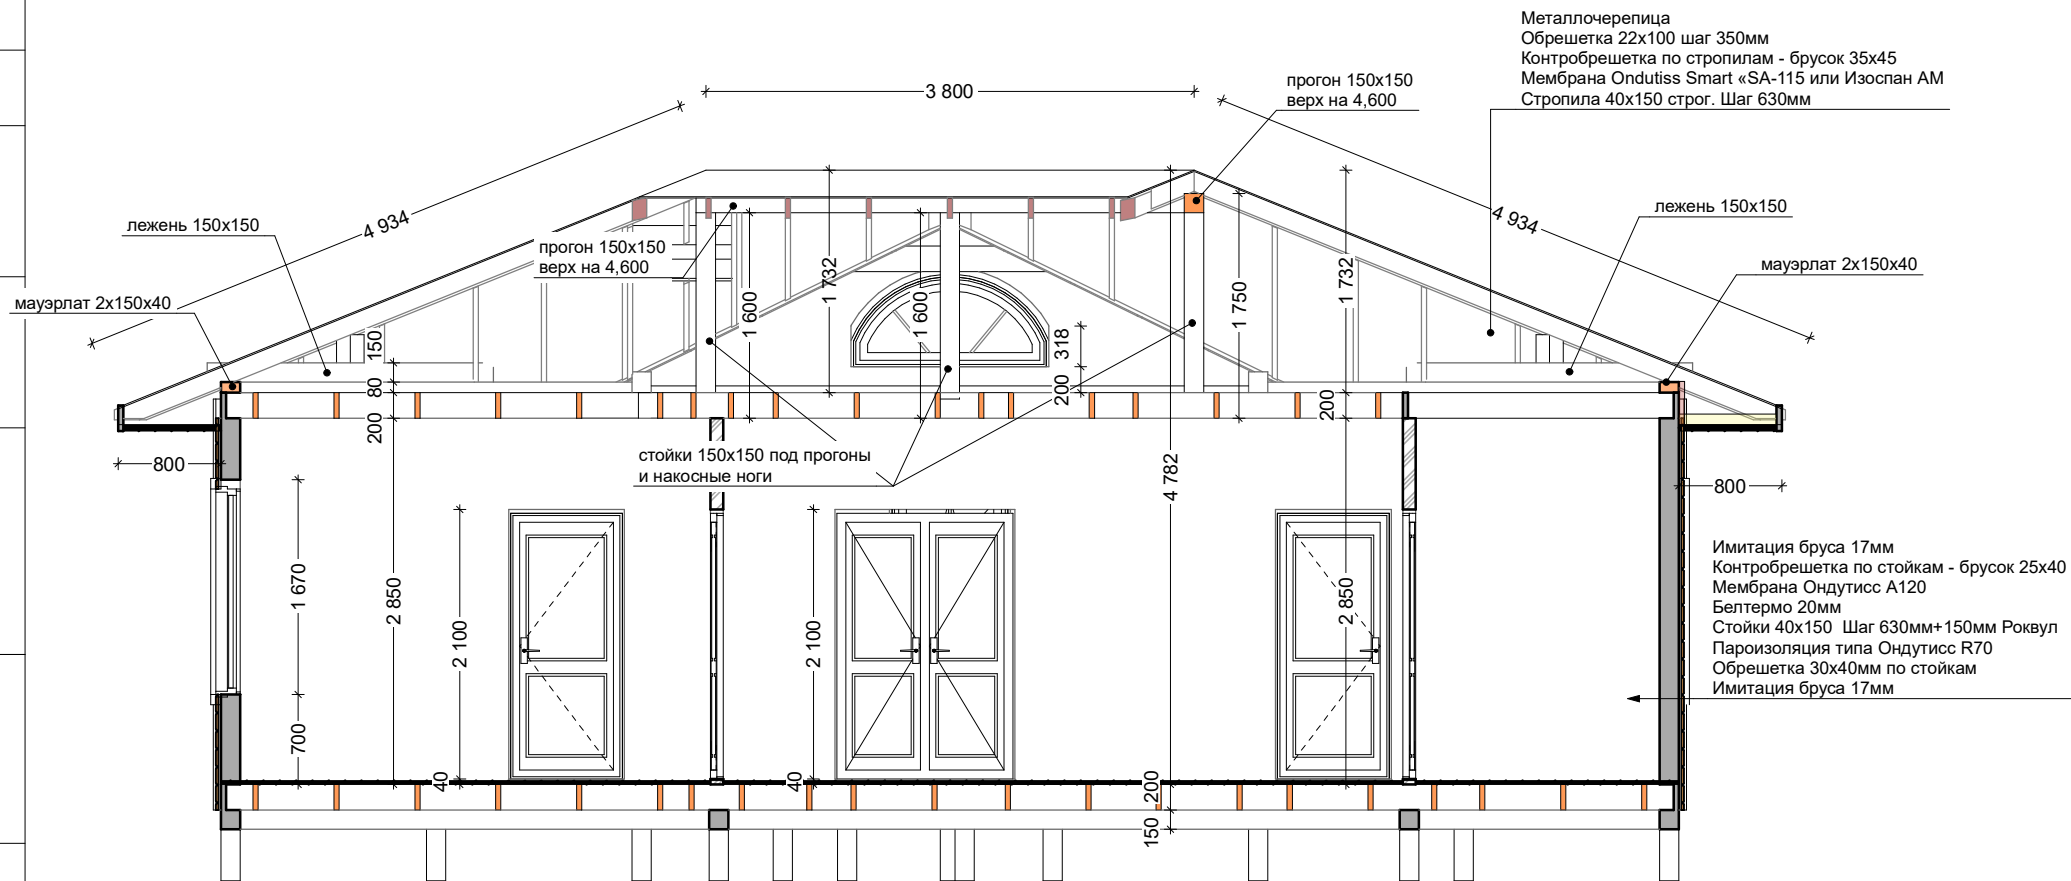 Металлочерепица
Обрешетка 22х100 шаг 350мм
Контробрешетка по стропилам - брусок 35х45
Мембрана Ondutiss Smart «SA-115 или Изоспан АМ
Стропила 40х150 строг. Шаг 630мм
прогон 150х150
верх на 4,600
3 800
4 934
4 934
лежень 150х150
лежень 150х150
прогон 150х150
верх на 4,600
мауэрлат 2х150х40
мауэрлат 2х150х40
1 732
1 600
1 600
1 750
1 732
318
200
150
80
200
200
800
800
стойки 150х150 под прогоны
и накосные ноги
4 782
1 670
700
2 850
2 100
2 100
2 850
40
40
200
150
Имитация бруса 17мм
Контробрешетка по стойкам - брусок 25х40
Мембрана Ондутисс А120
Белтермо 20мм
Стойки 40х150 Шаг 630мм+150мм Роквул
Пароизоляция типа Ондутисс R70
Обрешетка 30х40мм по стойкам
Имитация бруса 17мм